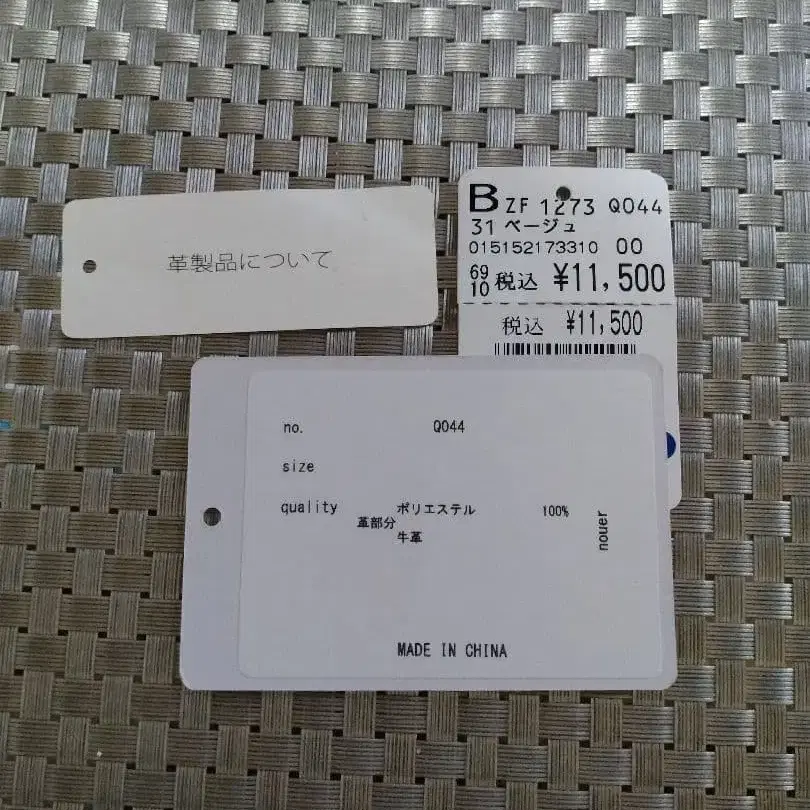 革製品について
B ZF 1273 Q044
31 ベージュ
015152173310 00
69
10 税込 ¥11,500
税込 ¥11,500
no. Q044
size
quality ポリエステル 100%
革部分
牛革
nouer
MADE IN CHINA